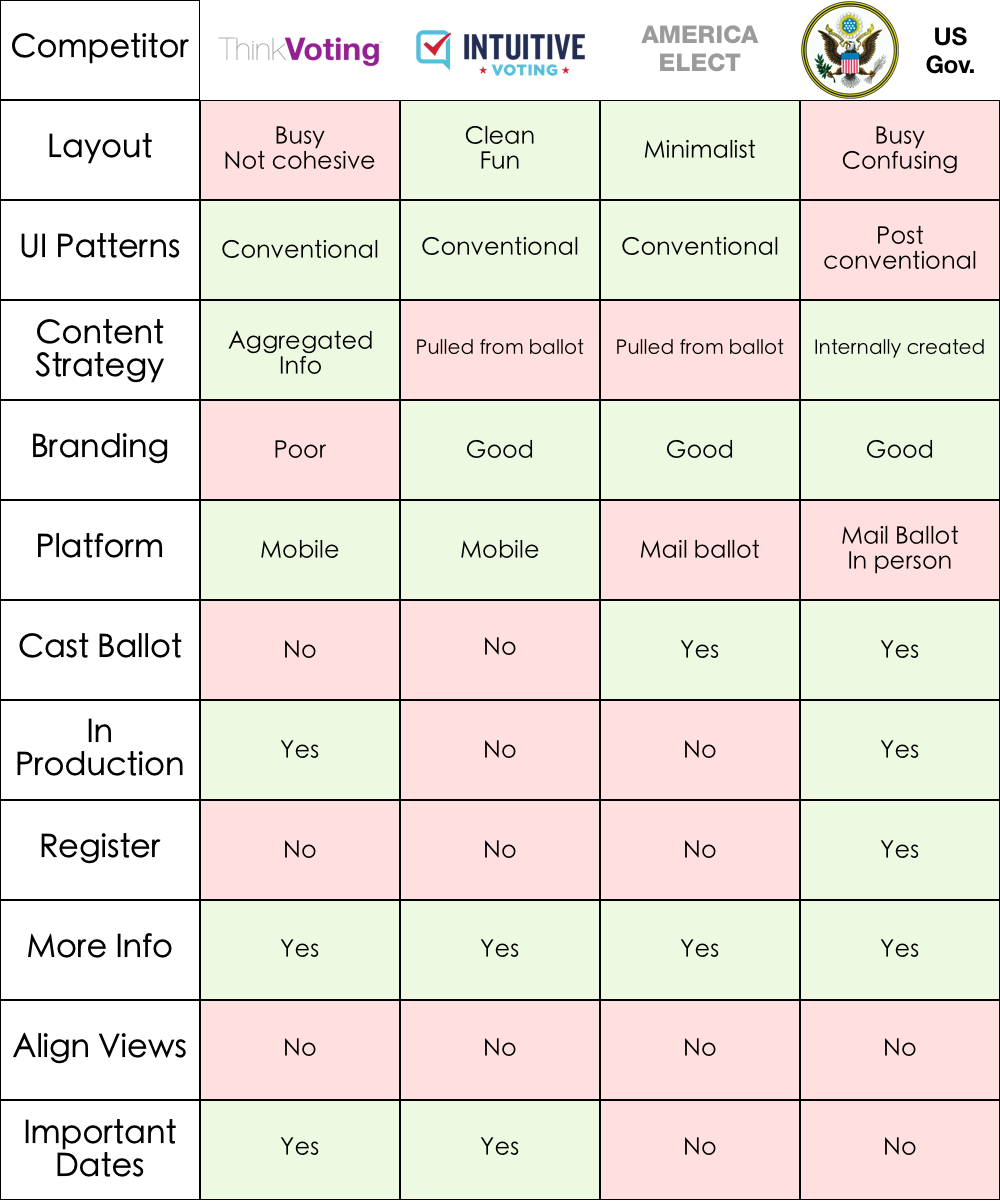 Competitor
ThinkVoting
INTUITIVE
VOTING
AMERICA
ELECT
US
Gov.
Layout
Busy
Not cohesive
Clean
Fun
Minimalist
Busy
Confusing
UI Patterns
Conventional
Conventional
Conventional
Post
conventional
Content
Strategy
Aggregated
Info
Pulled from ballot
Pulled from ballot
Internally created
Branding
Poor
Good
Good
Good
Platform
Mobile
Mobile
Mail ballot
Mail Ballot
In person
Cast Ballot
No
No
Yes
Yes
In
Production
Yes
No
No
Yes
Register
No
No
No
Yes
More Info
Yes
Yes
Yes
Yes
Align Views
No
No
No
No
Important
Dates
Yes
Yes
No
No